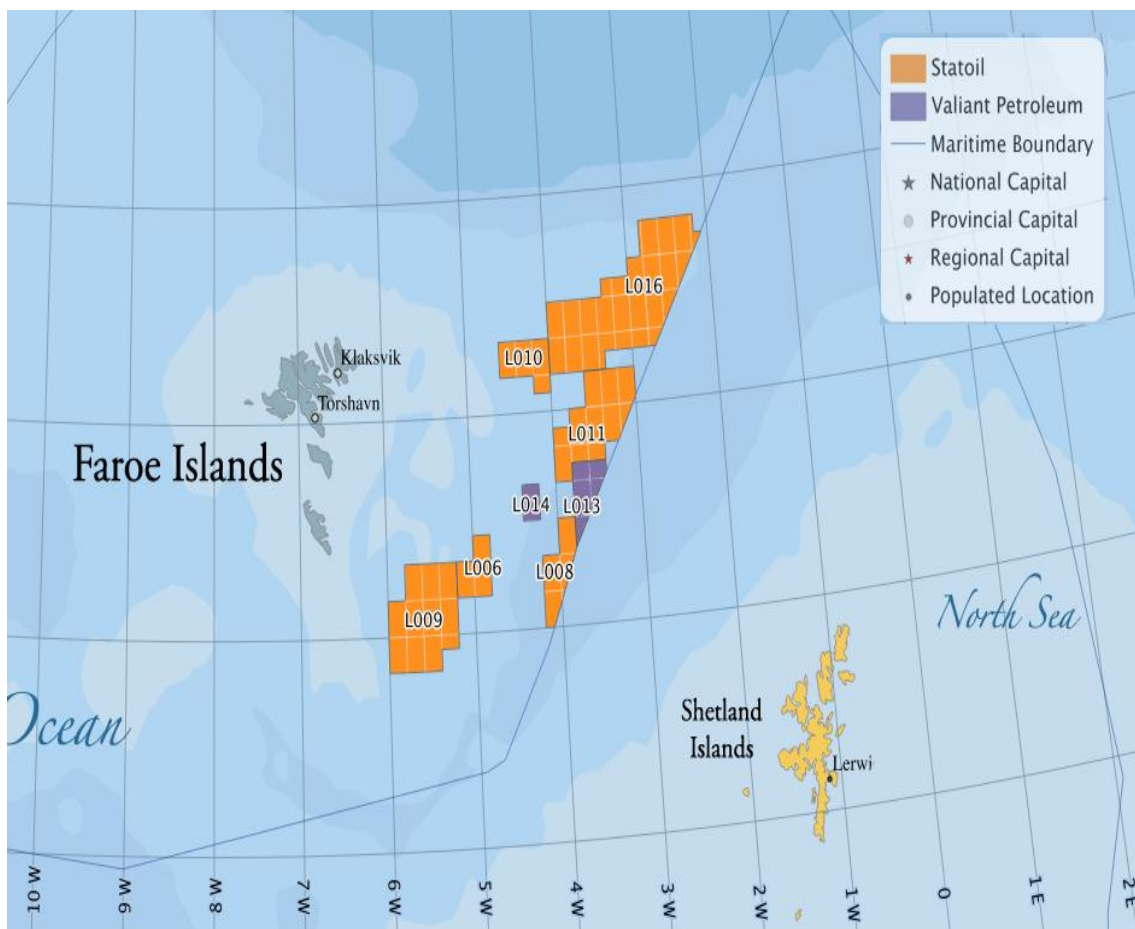 Statoil
Valiant Petroleum
Maritime Boundary
National Capital
Provincial Capital
Regional Capital
Populated Location
L016
L010
Klaksvik
Torshavn
Faroe Islands
L011
L014
L013
L006
L008
L009
North Sea
Ocean
Shetland
Islands
Lerwi
10 W
9 W
8 W
7 W
6 W
5 W
4 W
3 W
2 W
1 W
0
1 E
2 E